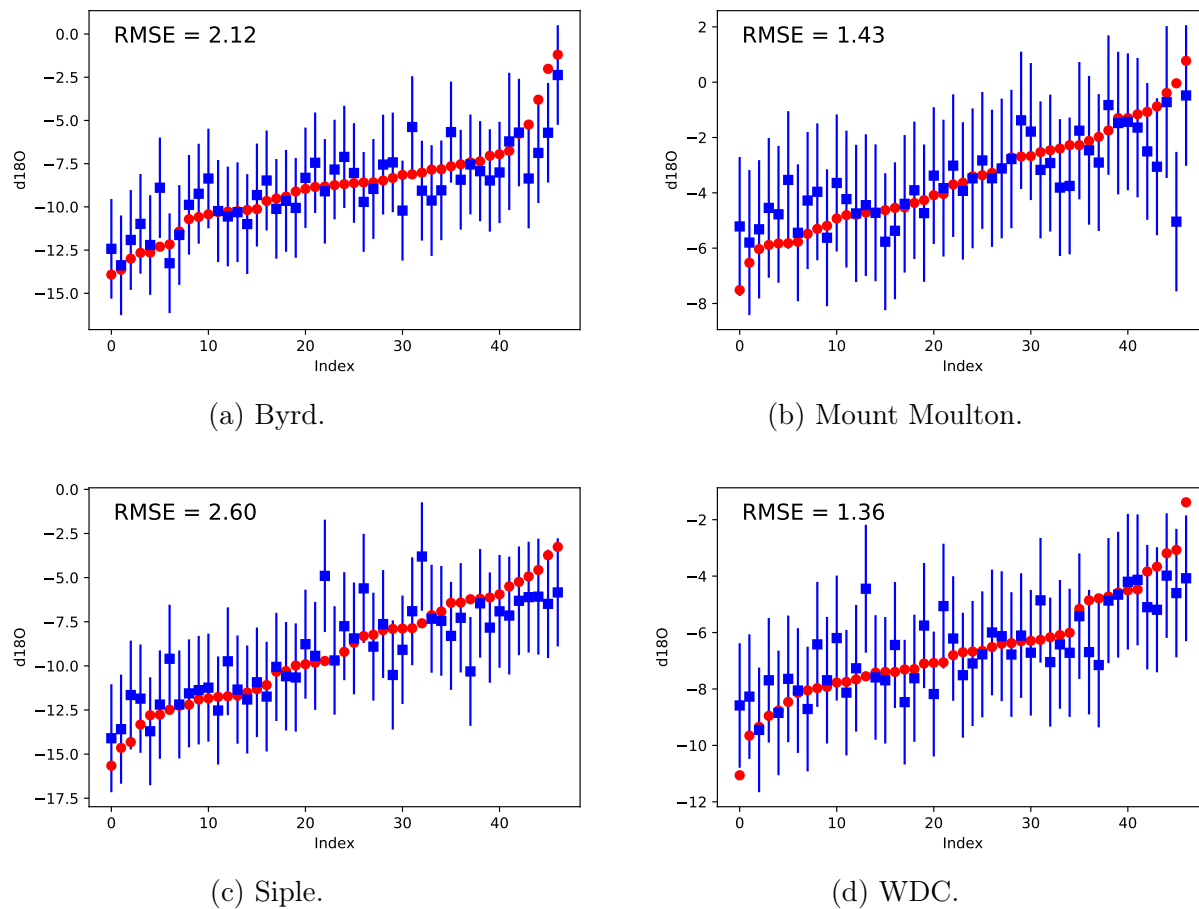 RMSE = 2.12
d18O
0.0
−2.5
−5.0
−7.5
−10.0
−12.5
−15.0
0 10 20 30 40
Index
(a) Byrd.
RMSE = 1.43
d18O
2
0
−2
−4
−6
−8
0 10 20 30 40
Index
(b) Mount Moulton.
RMSE = 2.60
d18O
0.0
−2.5
−5.0
−7.5
−10.0
−12.5
−15.0
−17.5
0 10 20 30 40
Index
(c) Siple.
RMSE = 1.36
d18O
−2
−4
−6
−8
−10
−12
0 10 20 30 40
Index
(d) WDC.